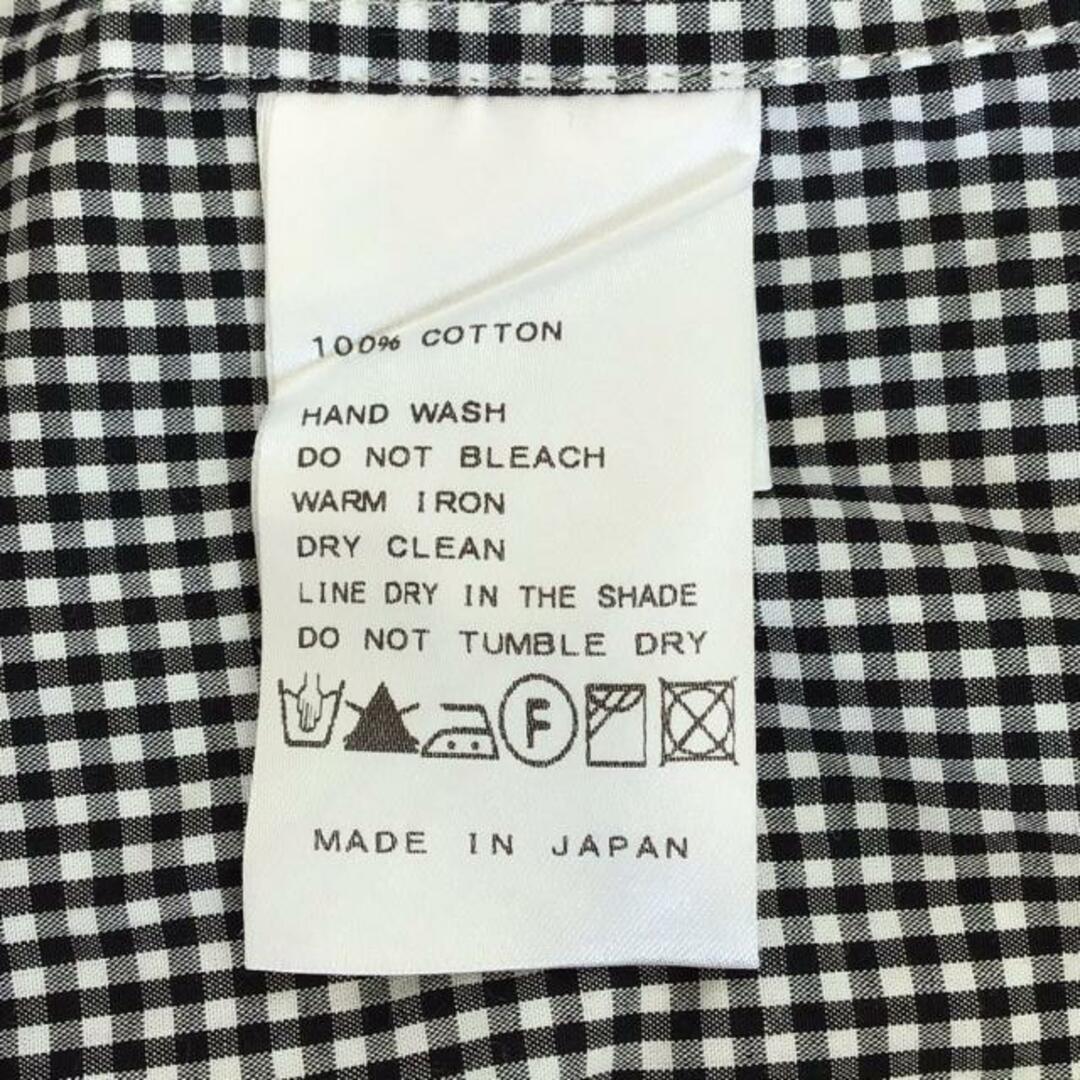 100% COTTON
HAND WASH
DO NOT BLEACH
WARM IRON
DRY CLEAN
LINE DRY IN THE SHADE
DO NOT TUMBLE DRY
F
MADE IN JAPAN